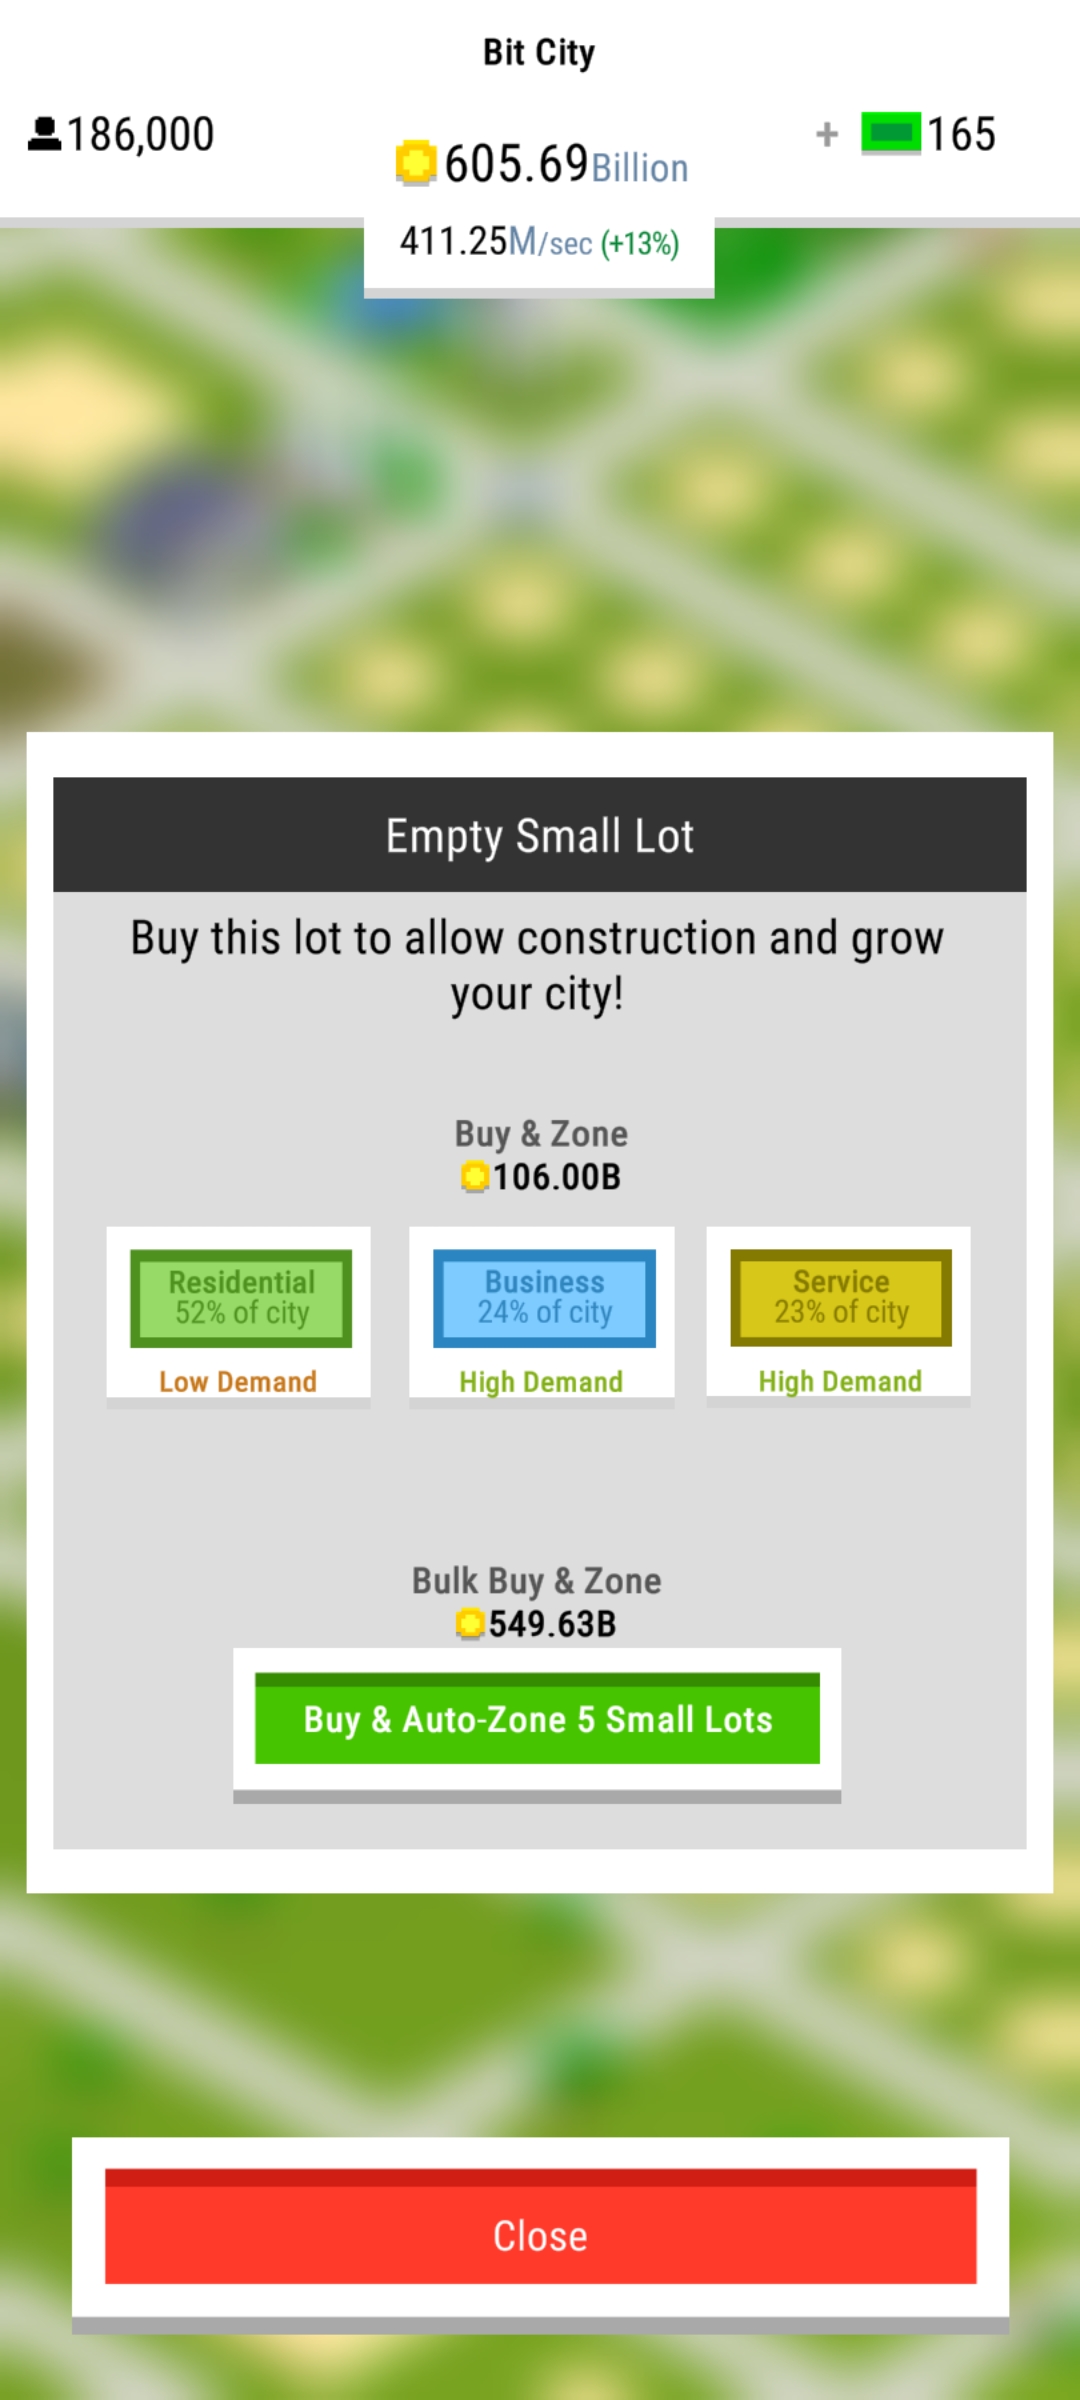 Bit City
186,000
605.69Billion
+ 165
411.25M/sec (+13%)
Empty Small Lot
Buy this lot to allow construction and grow
your city!
Buy & Zone
106.00B
Residential
52% of city
Low Demand
Business
24% of city
High Demand
Service
23% of city
High Demand
Bulk Buy & Zone
549.63B
Buy & Auto-Zone 5 Small Lots
Close